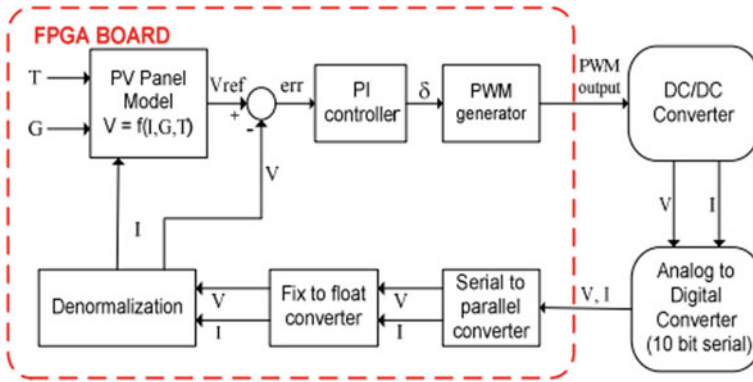 FPGA BOARD
T
G
PV Panel
Model
V = f(I,G,T)
Vref
+
-
err
PI
controller
δ
PWM
generator
PWM
output
DC/DC
Converter
V
I
V
I
Denormalization
V
I
Fix to float
converter
V
I
Serial to
parallel
converter
V, I
Analog to
Digital
Converter
(10 bit serial)